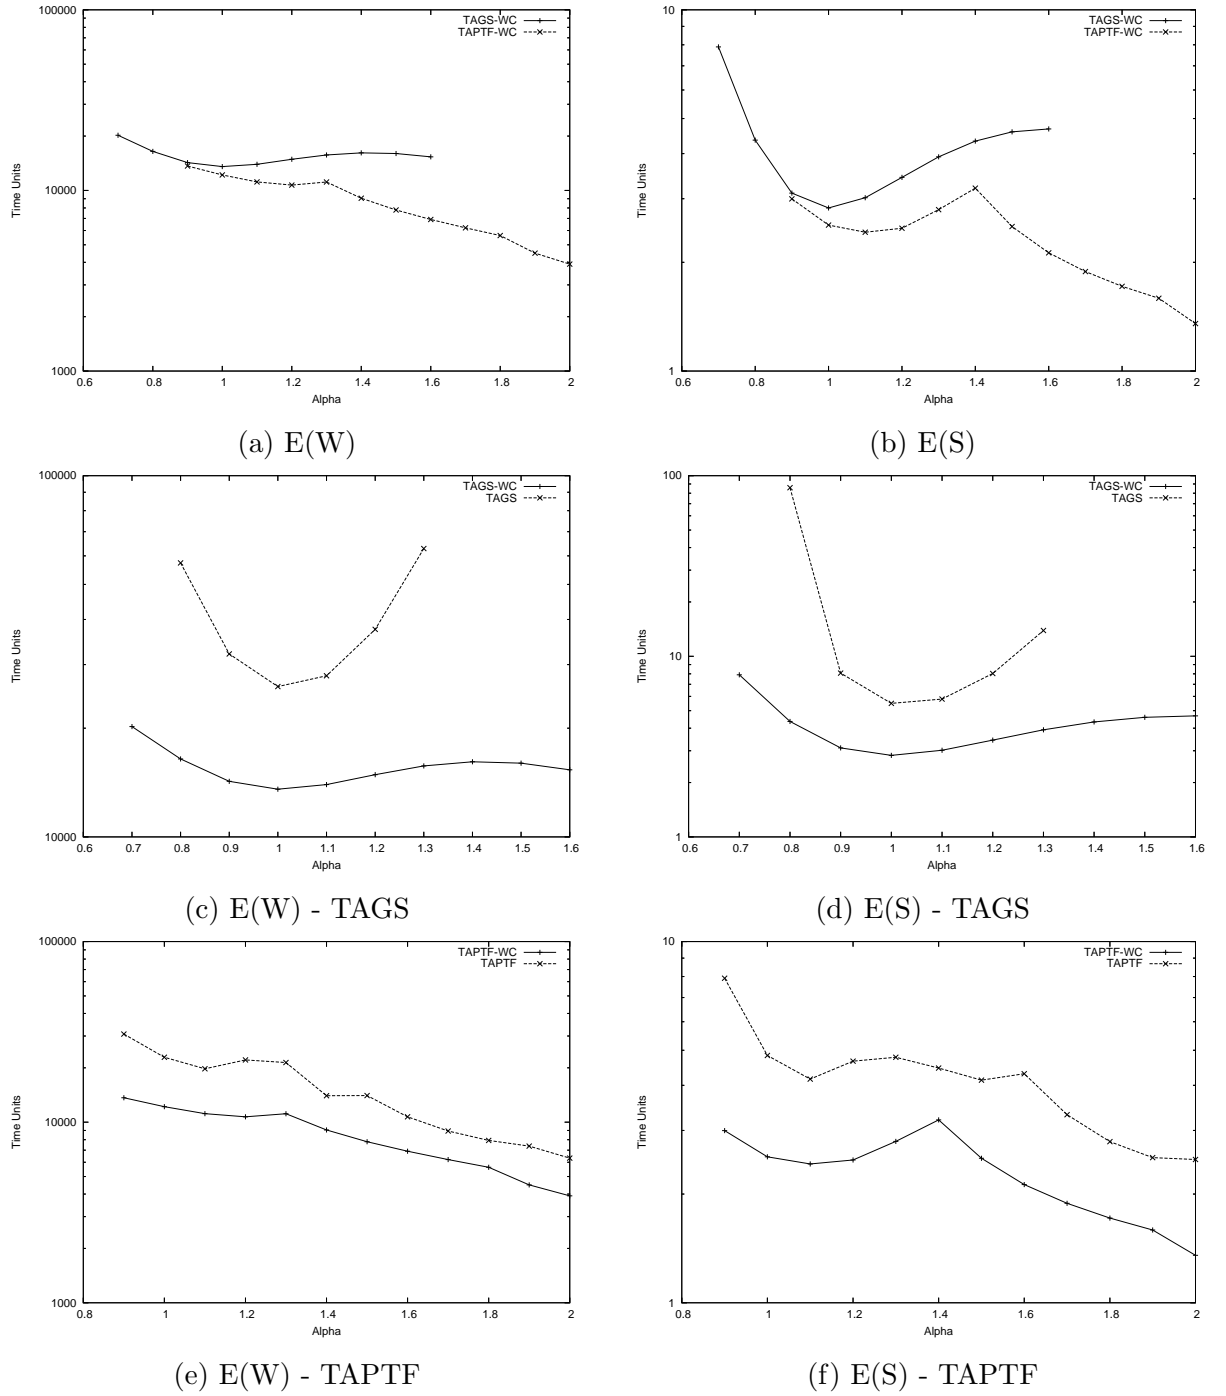 100000
10000
1000
Time Units
0.6 0.8 1 1.2 1.4 1.6 1.8 2
Alpha
TAGS-WC
TAPTF-WC
(a) E(W)
10
1
Time Units
0.6 0.8 1 1.2 1.4 1.6 1.8 2
Alpha
TAGS-WC
TAPTF-WC
(b) E(S)
100000
10000
Time Units
0.6 0.7 0.8 0.9 1 1.1 1.2 1.3 1.4 1.5 1.6
Alpha
TAGS-WC
TAGS
(c) E(W) - TAGS
100
10
1
Time Units
0.6 0.7 0.8 0.9 1 1.1 1.2 1.3 1.4 1.5 1.6
Alpha
TAGS-WC
TAGS
(d) E(S) - TAGS
100000
10000
1000
Time Units
0.8 1 1.2 1.4 1.6 1.8 2
Alpha
TAPTF-WC
TAPTF
(e) E(W) - TAPTF
10
1
Time Units
0.8 1 1.2 1.4 1.6 1.8 2
Alpha
TAPTF-WC
TAPTF
(f) E(S) - TAPTF